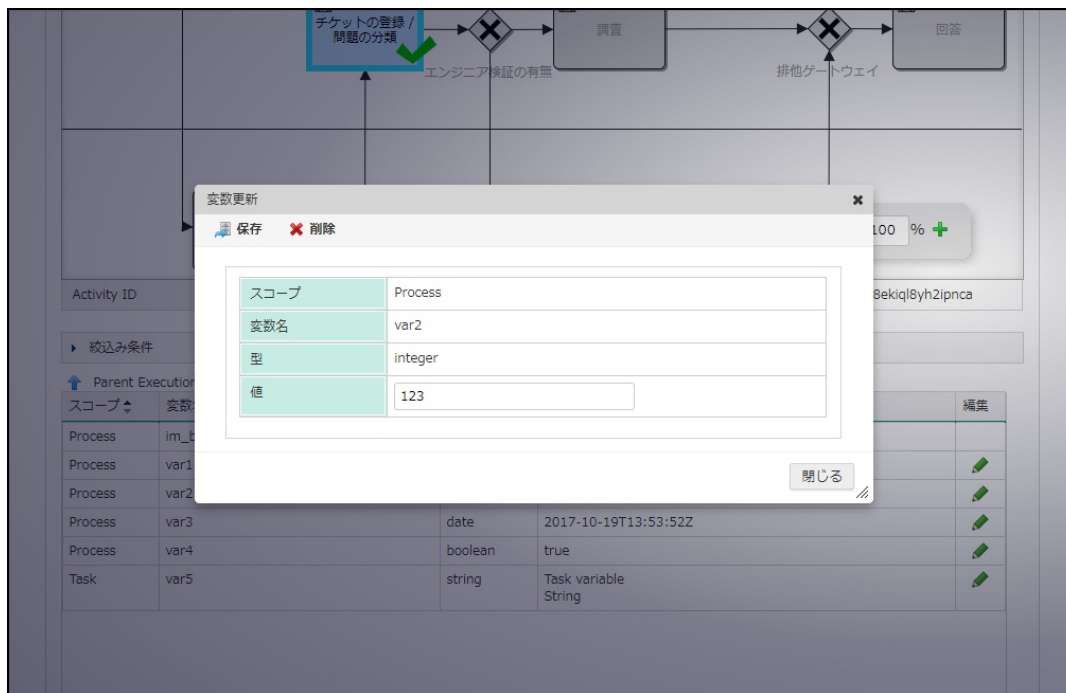 チケットの登録 /
問題の分類
調査
回答
エンジニア検証の有無
排他ゲートウェイ
変数更新
保存 削除
100 %
スコープ Process
変数名 var2
型 integer
値 123
Activity ID 8ekiql8yh2ipnca
絞込み条件
Parent Execution
スコープ 変数 編集
Process im_b
Process var1
Process var2
閉じる
Process var3 date 2017-10-19T13:53:52Z
Process var4 boolean true
Task var5 string Task variable
String